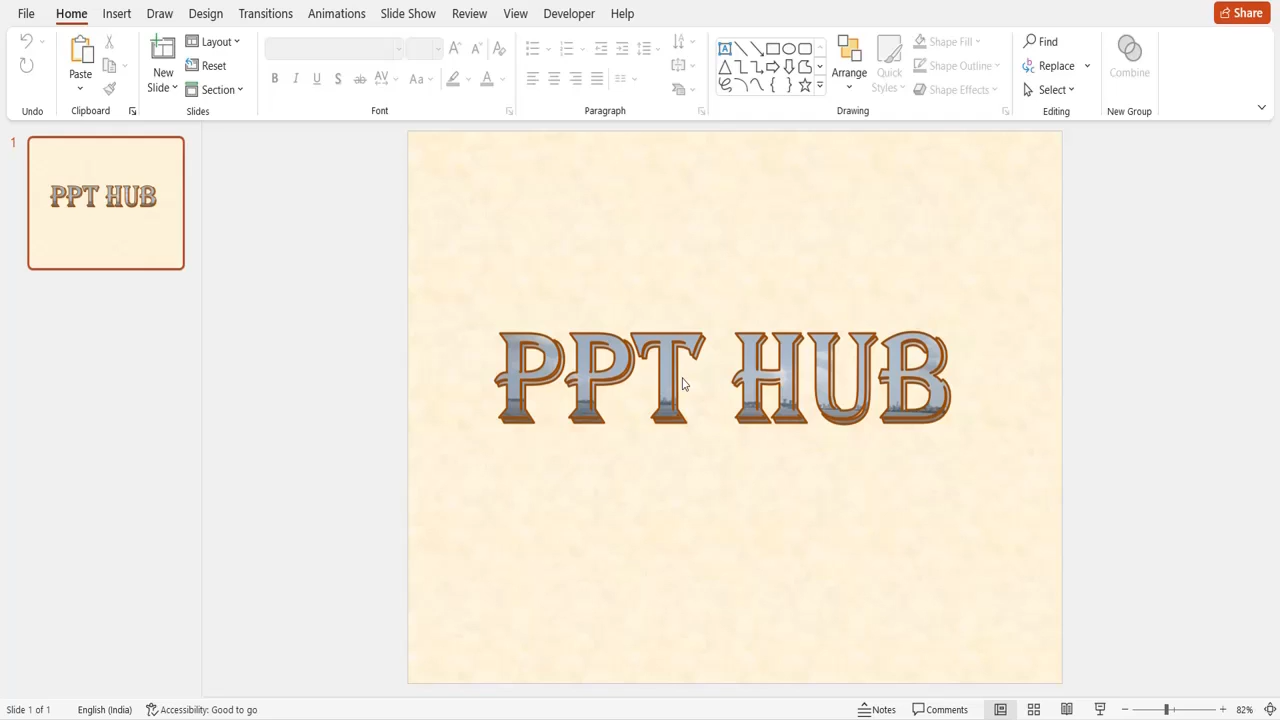 File Home Insert Draw Design Transitions Animations Slide Show Review View Developer Help Share
Paste
New
Slide
Layout
Reset
Section
B I U S ab AV Aa A
Arrange
Quick
Styles
Shape Fill
Shape Outline
Shape Effects
Find
Replace
Select
Combine
Undo Clipboard Slides Font Paragraph Drawing Editing New Group
1
PPT HUB
PPT HUB
Slide 1 of 1 English (India) Accessibility: Good to go Notes Comments 82%